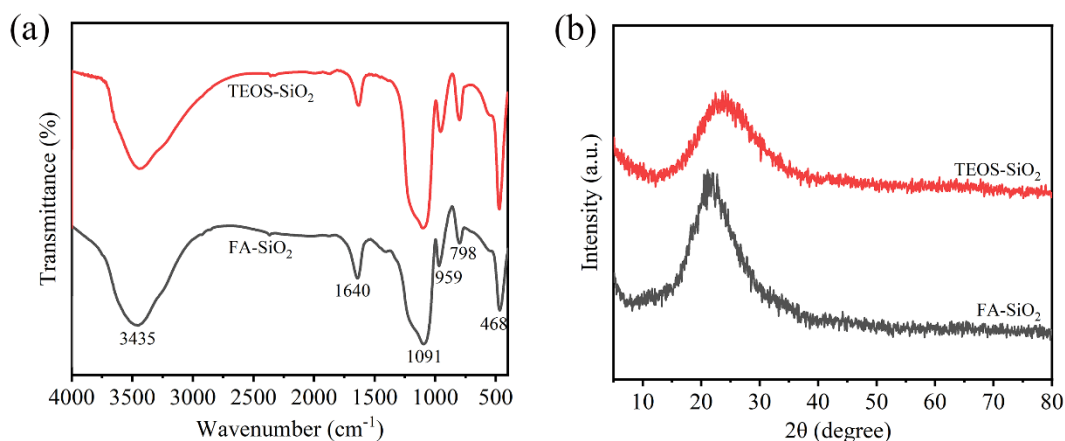 (a)
Transmittance (%)
TEOS-SiO₂
FA-SiO₂
3435
1640
1091
959
798
468
4000 3500 3000 2500 2000 1500 1000 500
Wavenumber (cm⁻¹)
(b)
Intensity (a.u.)
TEOS-SiO₂
FA-SiO₂
10 20 30 40 50 60 70 80
2θ (degree)